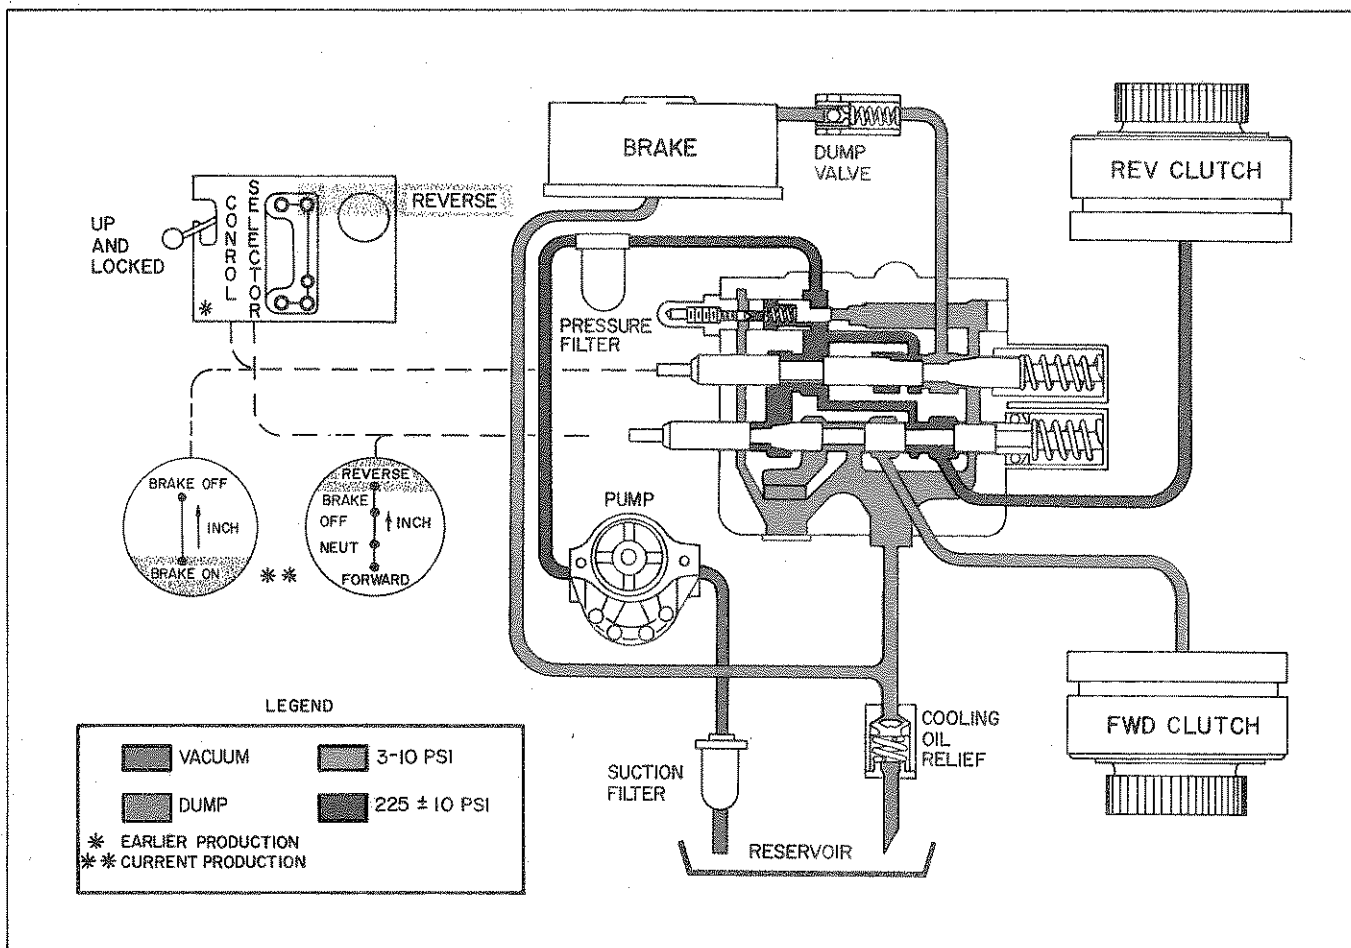 BRAKE
DUMP
VALVE
REV CLUTCH
UP
AND
LOCKED
CONROL
SELECTOR
REVERSE
*
PRESSURE
FILTER
BRAKE OFF
INCH
BRAKE ON
**
REVERSE
BRAKE
OFF
INCH
NEUT
FORWARD
PUMP
LEGEND
VACUUM
3-10 PSI
DUMP
225 ± 10 PSI
* EARLIER PRODUCTION
** CURRENT PRODUCTION
SUCTION
FILTER
COOLING
OIL
RELIEF
RESERVOIR
FWD CLUTCH